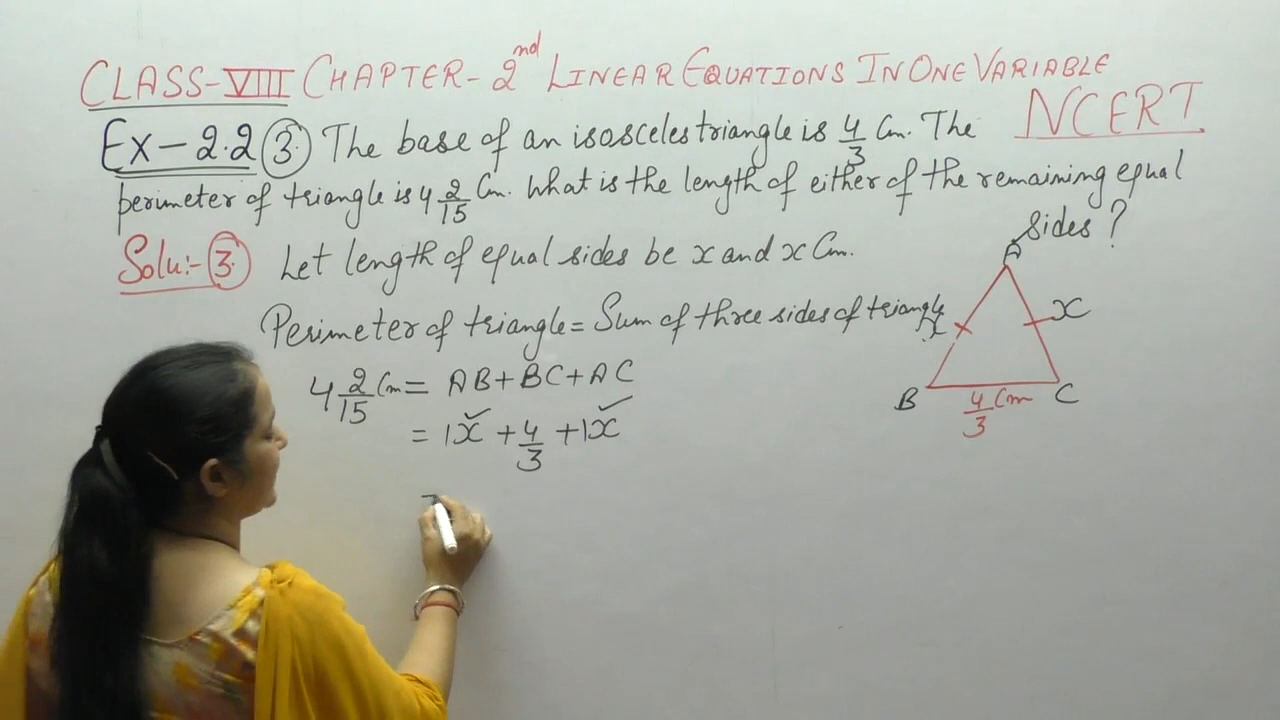 CLASS-VIII CHAPTER-2nd LINEAR EQUATIONS IN ONE VARIABLE
NCERT
Ex-2.2 (3.) The base of an isosceles triangle is 4/3 Cm. The
perimeter of triangle is 4 2/15 Cm. What is the length of either of the remaining equal
sides?
Solu:- (3.) Let length of equal sides be x and x Cm.
Perimeter of triangle = Sum of three sides of triangle
4 2/15 Cm = AB+BC+AC
= 1x + 4/3 + 1x
A
x
x
B
4/3 Cm
C